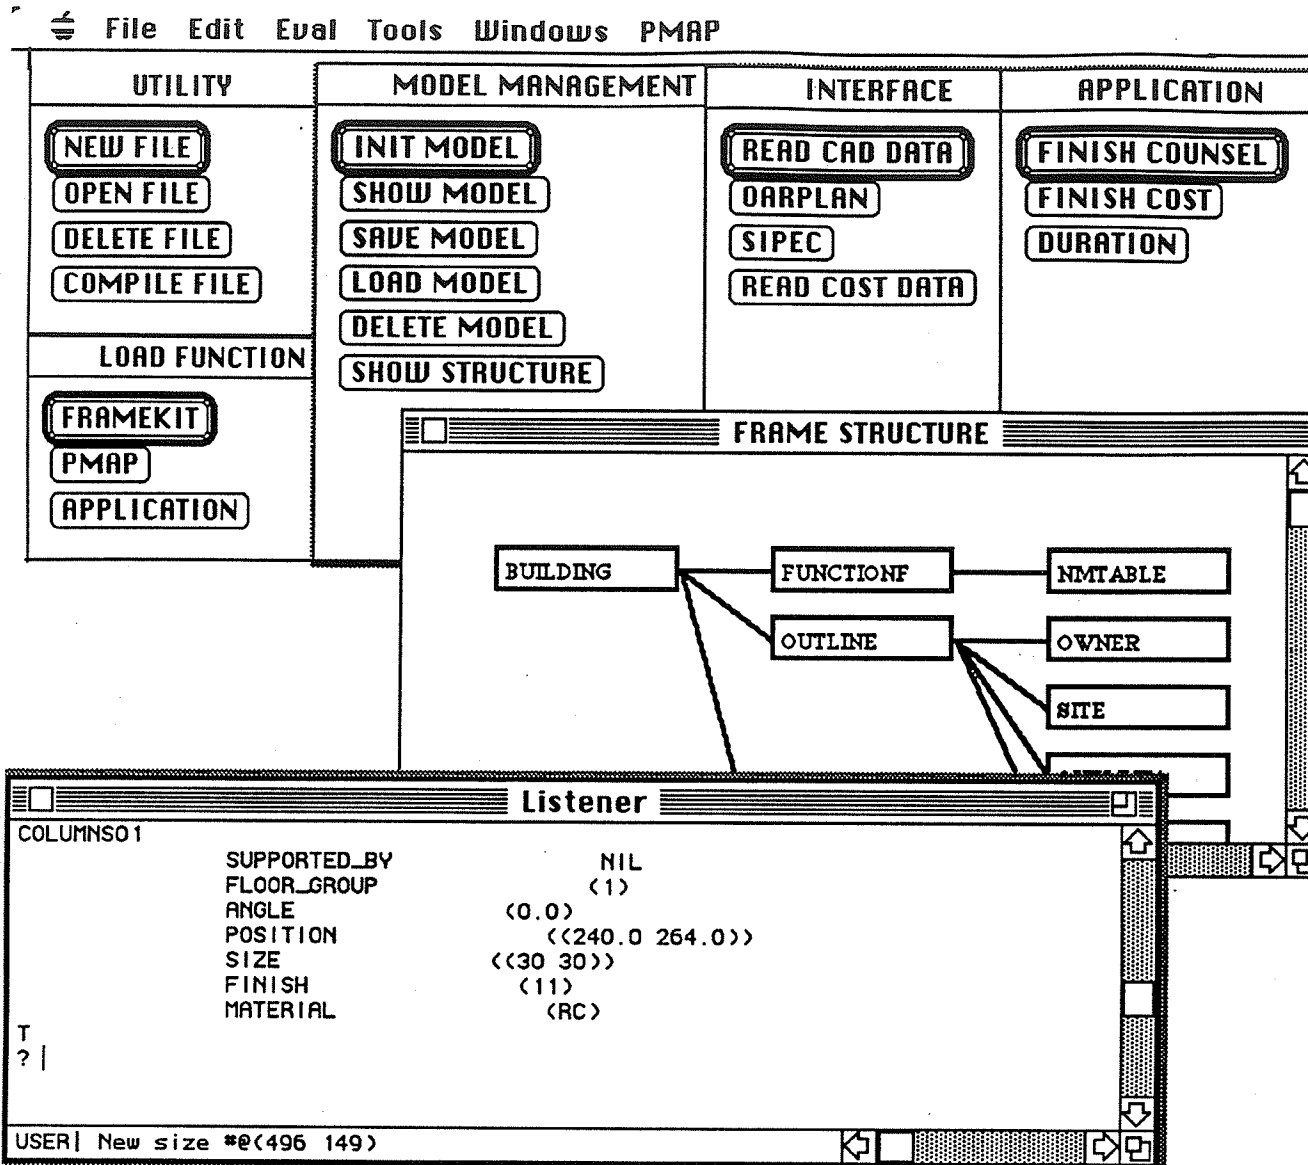 File Edit Eval Tools Windows PMAP
UTILITY
NEW FILE
OPEN FILE
DELETE FILE
COMPILE FILE
LOAD FUNCTION
FRAMEKIT
PMAP
APPLICATION
MODEL MANAGEMENT
INIT MODEL
SHOW MODEL
SAVE MODEL
LOAD MODEL
DELETE MODEL
SHOW STRUCTURE
INTERFACE
READ CAD DATA
OARPLAN
SIPEC
READ COST DATA
APPLICATION
FINISH COUNSEL
FINISH COST
DURATION
FRAME STRUCTURE
BUILDING
FUNCTIONF
NMTABLE
OUTLINE
OWNER
SITE
Listener
COLUMNSO1
SUPPORTED_BY NIL
FLOOR_GROUP (1)
ANGLE (0.0)
POSITION ((240.0 264.0))
SIZE ((30 30))
FINISH (11)
MATERIAL (RC)
T
? |
USER| New size #@(496 149)